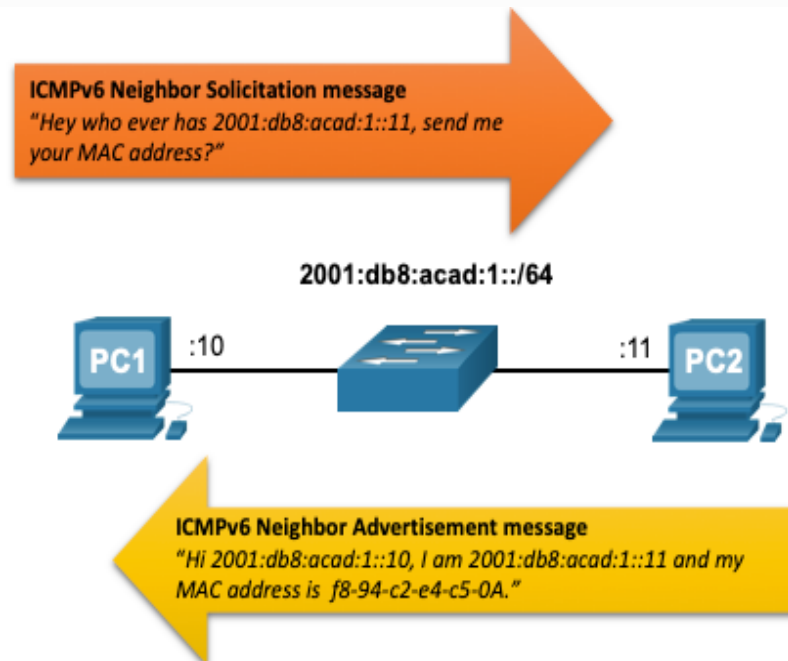 ICMPv6 Neighbor Solicitation message
"Hey who ever has 2001:db8:acad:1::11, send me
your MAC address?"
2001:db8:acad:1::/64
PC1
:10
:11
PC2
ICMPv6 Neighbor Advertisement message
"Hi 2001:db8:acad:1::10, I am 2001:db8:acad:1::11 and my
MAC address is f8-94-c2-e4-c5-0A."